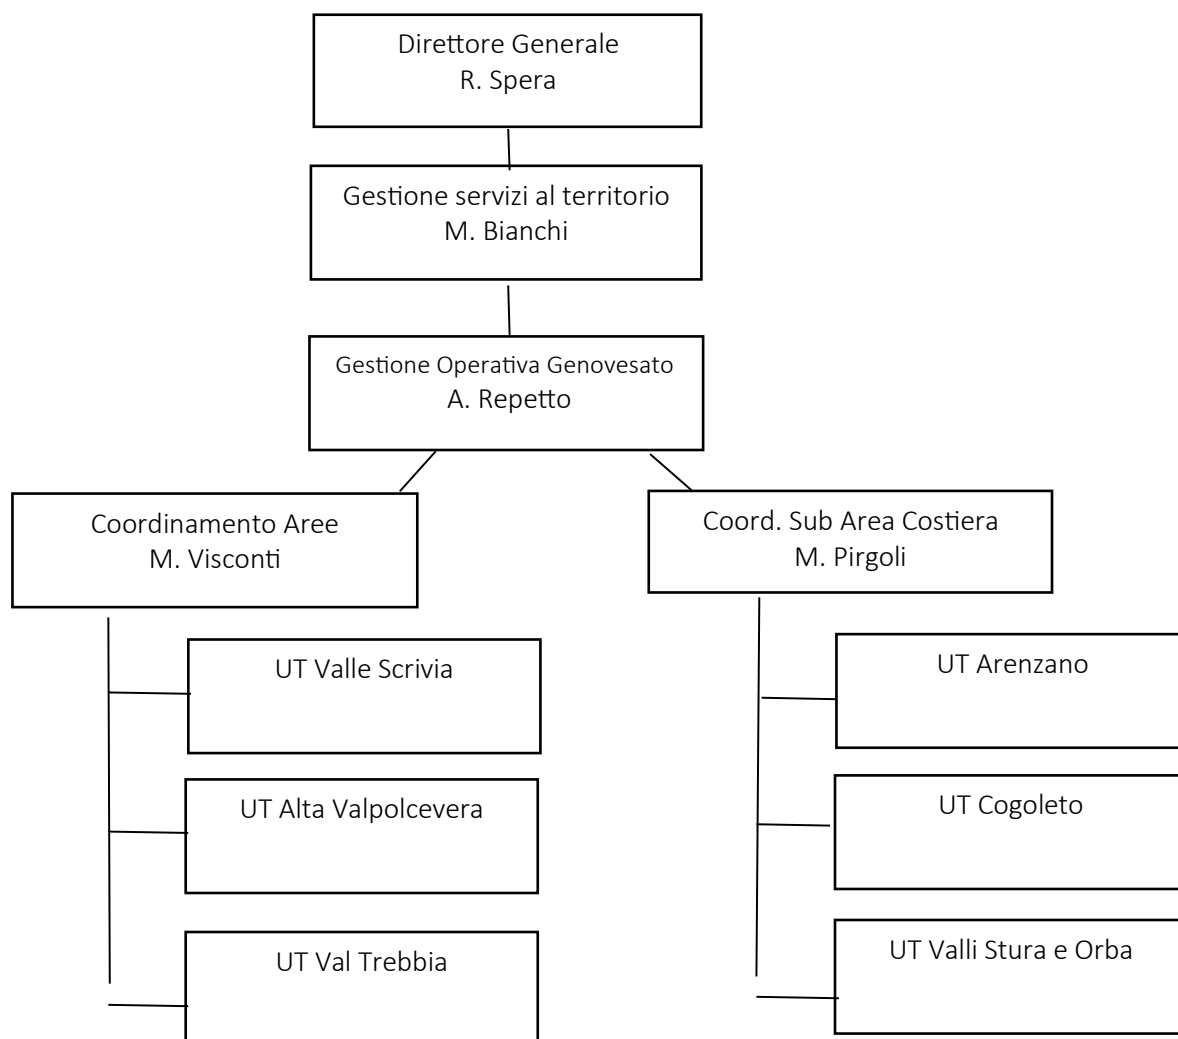 Direttore Generale
R. Spera
Gestione servizi al territorio
M. Bianchi
Gestione Operativa Genovesato
A. Repetto
Coordinamento Aree
M. Visconti
Coord. Sub Area Costiera
M. Pirgoli
UT Valle Scrivia
UT Alta Valpolcevera
UT Val Trebbia
UT Arenzano
UT Cogoleto
UT Valli Stura e Orba